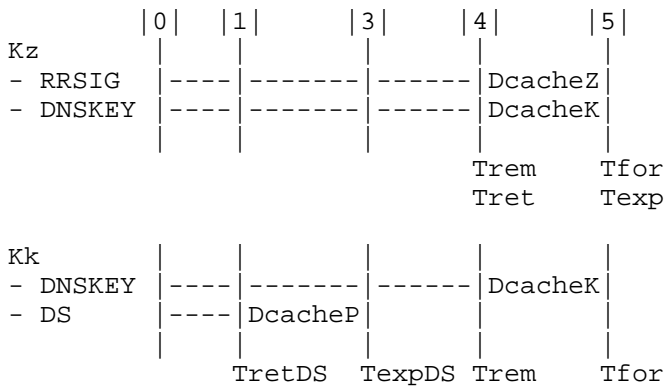 |0|  |1|     |3|    |4|     |5|
Kz        |    |       |      |       |
- RRSIG   |----|-------|------|DcacheZ|
- DNSKEY  |----|-------|------|DcacheK|
          |    |       |      |       |
                              Trem    Tfor
                              Tret    Texp

Kk        |    |       |      |       |
- DNSKEY  |----|-------|------|DcacheK|
- DS      |----|DcacheP|      |       |
          |    |       |      |       |
              TretDS  TexpDS Trem    Tfor